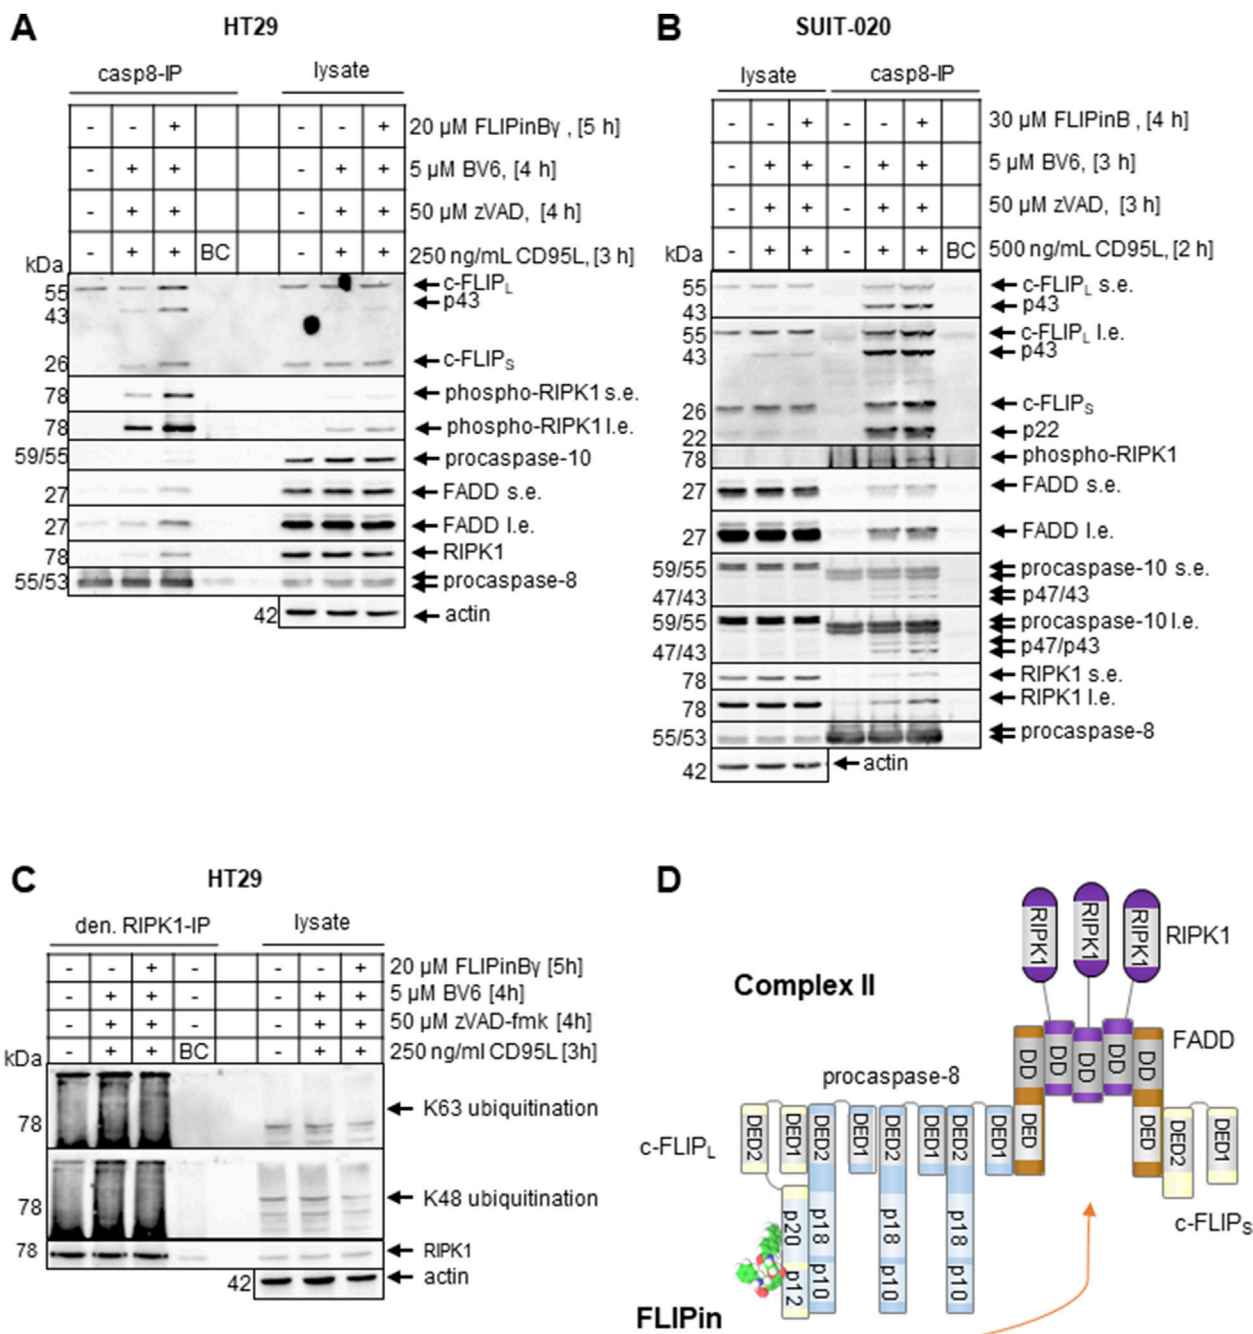 A
HT29
casp8-IP lysate
- - + - - + 20 µM FLIPinBγ , [5 h]
- + + - + + 5 µM BV6, [4 h]
- + + - + + 50 µM zVAD, [4 h]
- + + BC - + + 250 ng/mL CD95L, [3 h]
kDa
55 c-FLIPL
43 p43
26 c-FLIPS
78 phospho-RIPK1 s.e.
78 phospho-RIPK1 l.e.
59/55 procaspase-10
27 FADD s.e.
27 FADD l.e.
78 RIPK1
55/53 procaspase-8
42 actin
B
SUIT-020
lysate casp8-IP
- - + - - + 30 µM FLIPinB , [4 h]
- + + - + + 5 µM BV6, [3 h]
- + + - + + 50 µM zVAD, [3 h]
- + + - + + BC 500 ng/mL CD95L, [2 h]
kDa
55 c-FLIPL s.e.
43 p43
55 c-FLIPL l.e.
43 p43
26 c-FLIPS
22 p22
78 phospho-RIPK1
27 FADD s.e.
27 FADD l.e.
59/55 procaspase-10 s.e.
47/43 p47/43
59/55 procaspase-10 l.e.
47/43 p47/p43
78 RIPK1 s.e.
78 RIPK1 l.e.
55/53 procaspase-8
42 actin
C
HT29
den. RIPK1-IP lysate
- - + - - - + 20 µM FLIPinBγ [5h]
- + + - - + + 5 µM BV6 [4h]
- + + - - + + 50 µM zVAD-fmk [4h]
- + + BC - + + 250 ng/ml CD95L [3h]
kDa
78 K63 ubiquitination
78 K48 ubiquitination
78 RIPK1
42 actin
D
RIPK1 RIPK1 RIPK1 RIPK1
Complex II
FADD
DD DD DD DD DD
procaspase-8
c-FLIPL
DED2 DED1 DED2 DED1 DED2 DED1 DED2 DED1 DED DED DED2 DED1
c-FLIPS
p20 p18 p18 p18
p12 p10 p10 p10
FLIPin